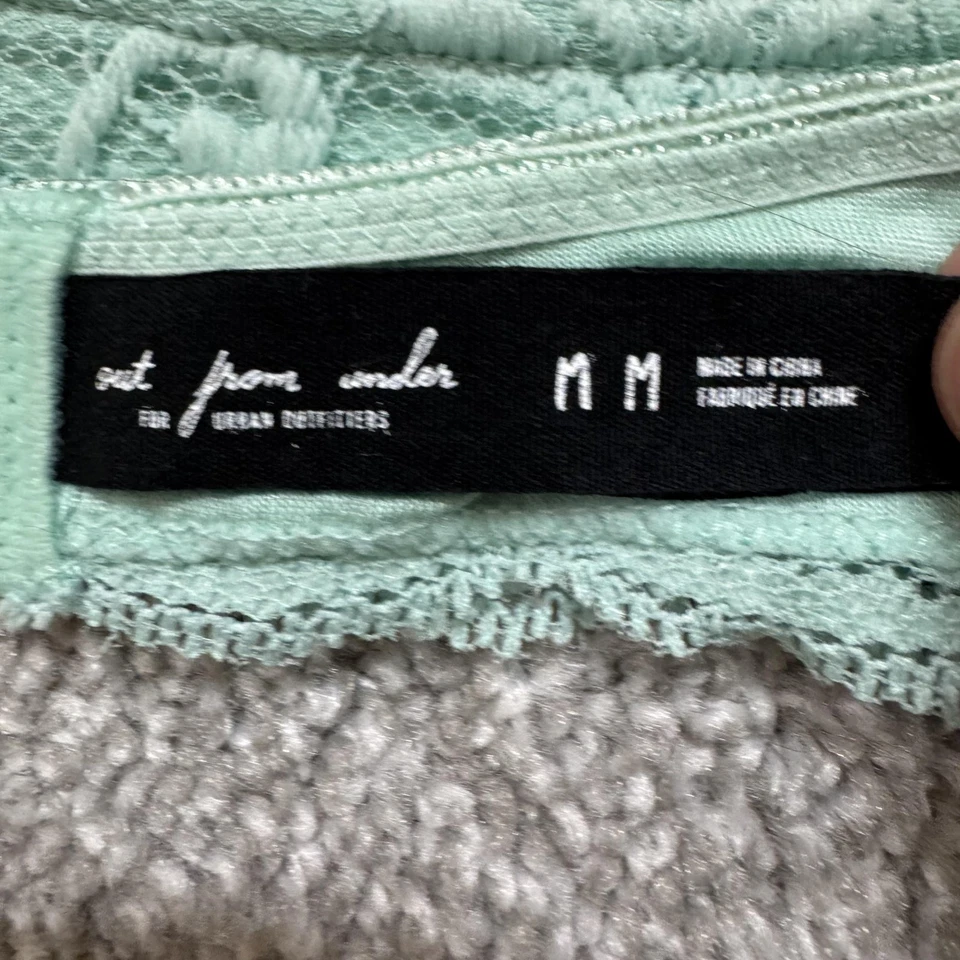 out from under
FOR URBAN OUTFITTERS
M M
MADE IN CHINA
FABRIQUÉ EN CHINE